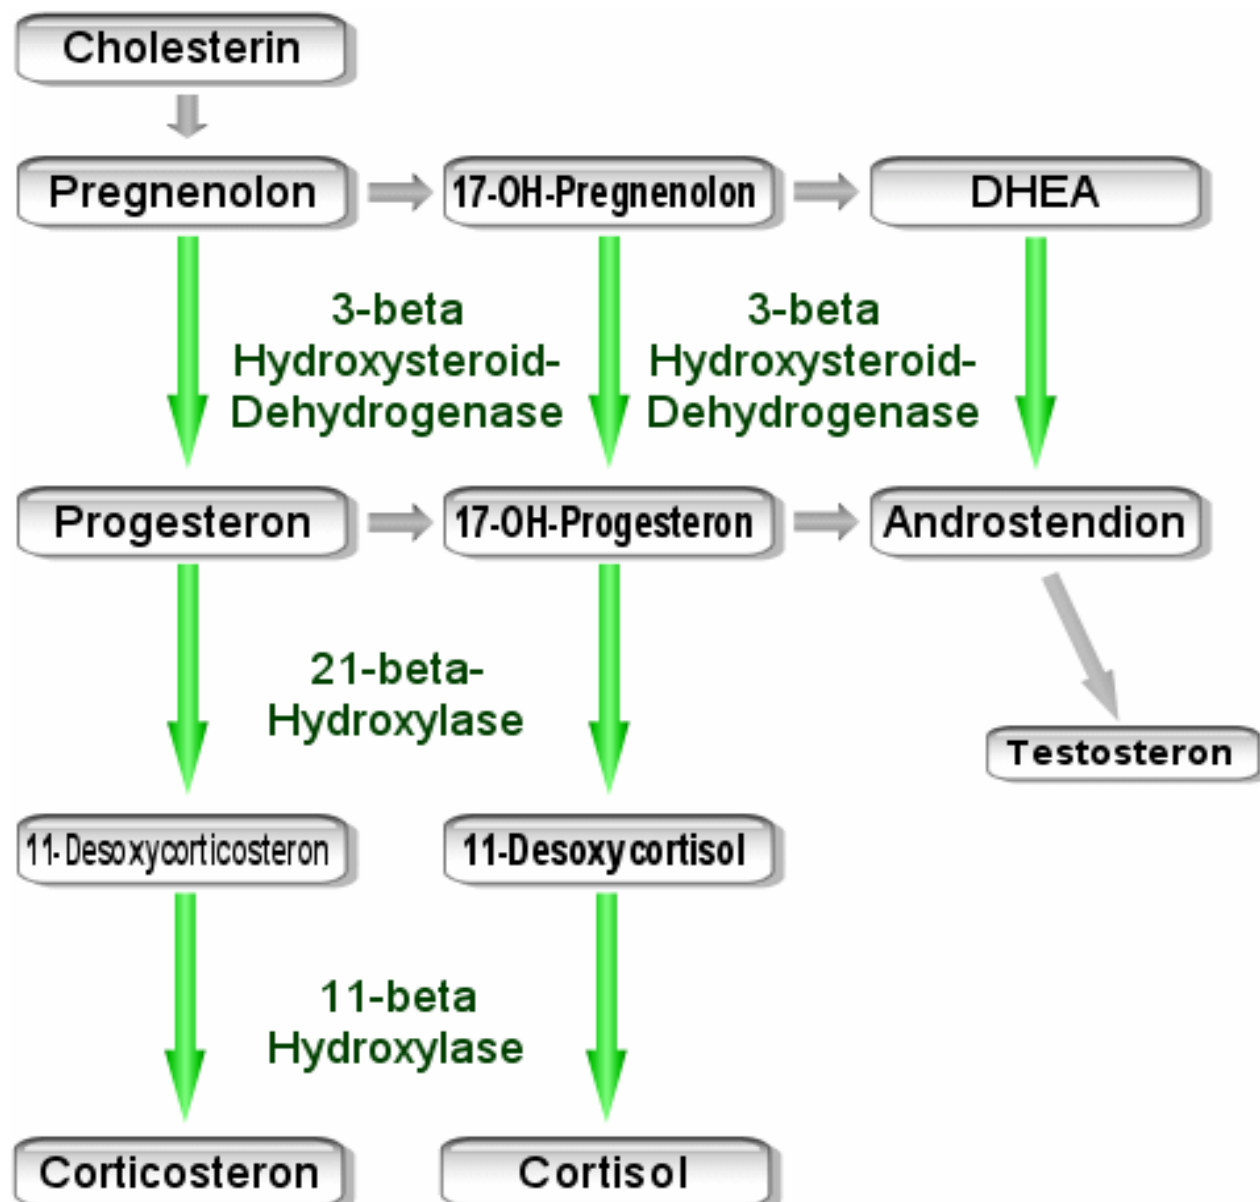 Cholesterin
Pregnenolon
17-OH-Pregnenolon
DHEA
3-beta
Hydroxysteroid-
Dehydrogenase
3-beta
Hydroxysteroid-
Dehydrogenase
Progesteron
17-OH-Progesteron
Androstendion
21-beta-
Hydroxylase
Testosteron
11-Desoxycorticosteron
11-Desoxycortisol
11-beta
Hydroxylase
Corticosteron
Cortisol